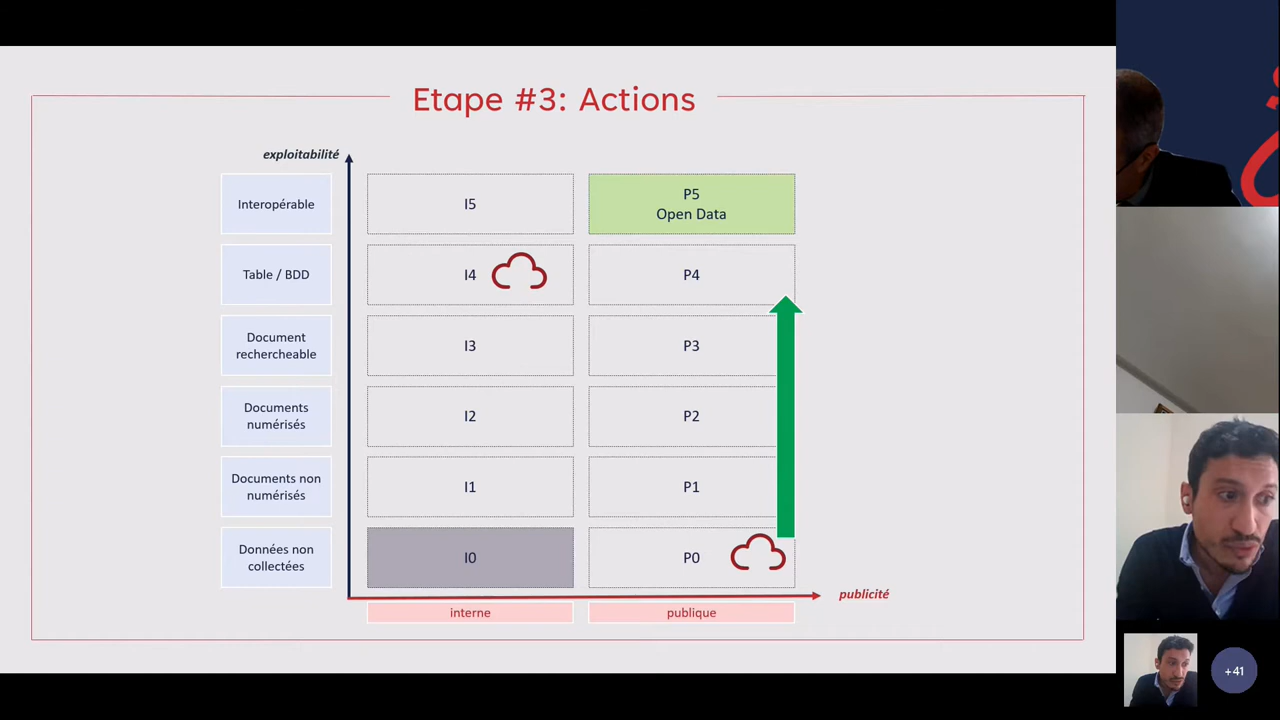 Etape #3: Actions
exploitabilité
Interopérable
I5
P5
Open Data
Table / BDD
I4
P4
Document
rechercheable
I3
P3
Documents
numérisés
I2
P2
Documents non
numérisés
I1
P1
Données non
collectées
I0
P0
publicité
interne
publique
+41